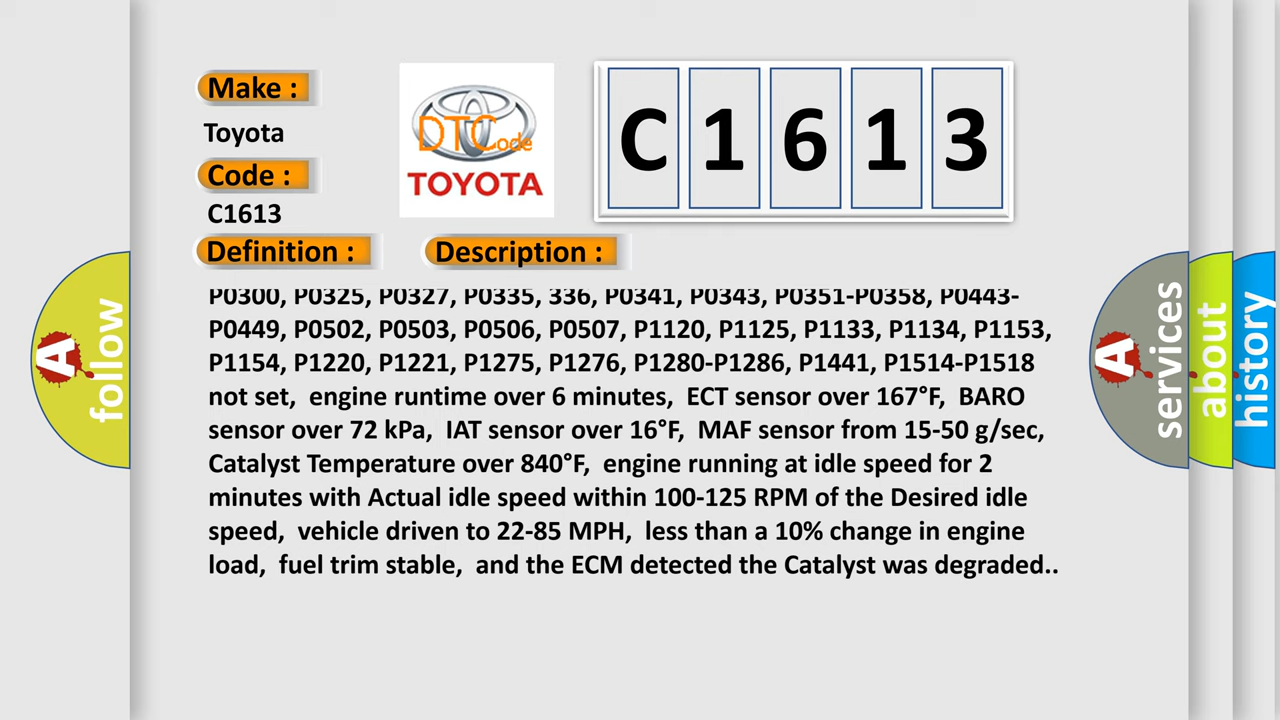 Make :
Toyota
Code :
C1613
Definition :
Description :
DTCode
TOYOTA
C1613
P0300, P0325, P0327, P0335, 336, P0341, P0343, P0351-P0358, P0443-
P0449, P0502, P0503, P0506, P0507, P1120, P1125, P1133, P1134, P1153,
P1154, P1220, P1221, P1275, P1276, P1280-P1286, P1441, P1514-P1518
not set, engine runtime over 6 minutes, ECT sensor over 167°F, BARO
sensor over 72 kPa, IAT sensor over 16°F, MAF sensor from 15-50 g/sec,
Catalyst Temperature over 840°F, engine running at idle speed for 2
minutes with Actual idle speed within 100-125 RPM of the Desired idle
speed, vehicle driven to 22-85 MPH, less than a 10% change in engine
load, fuel trim stable, and the ECM detected the Catalyst was degraded..
A
follow
A
services
about
history